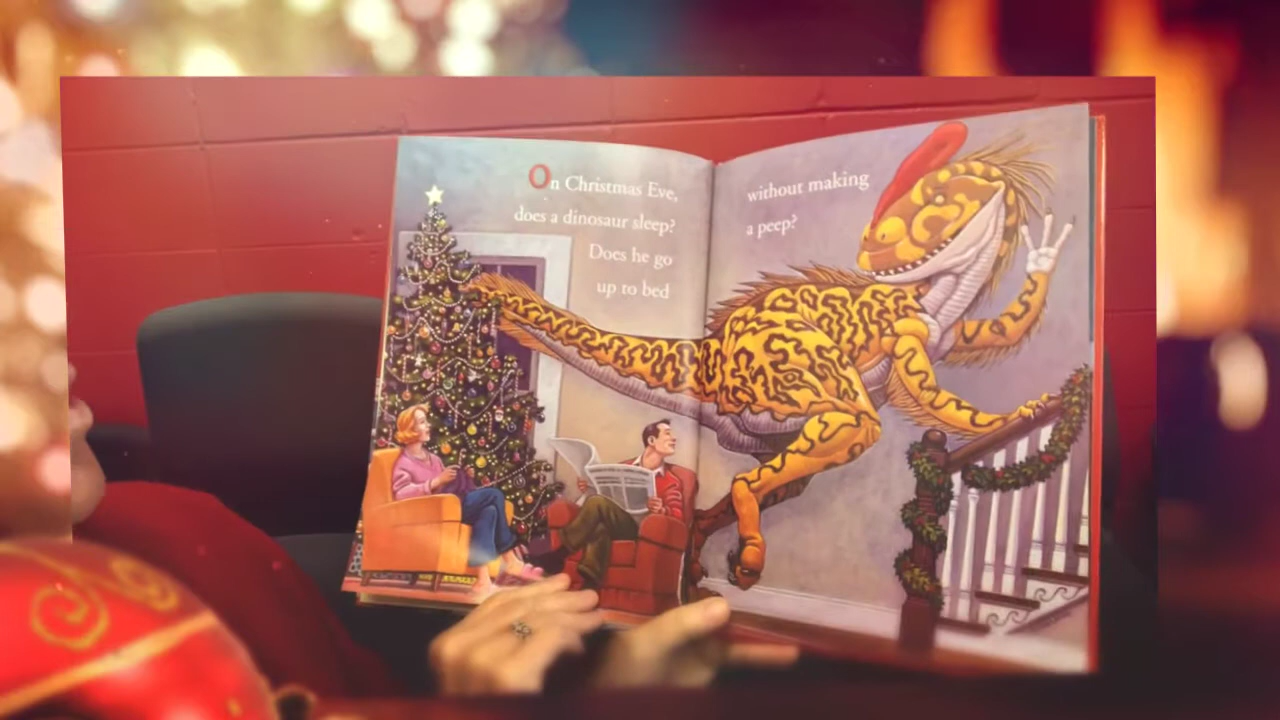 On Christmas Eve,
does a dinosaur sleep?
Does he go
up to bed
without making
a peep?